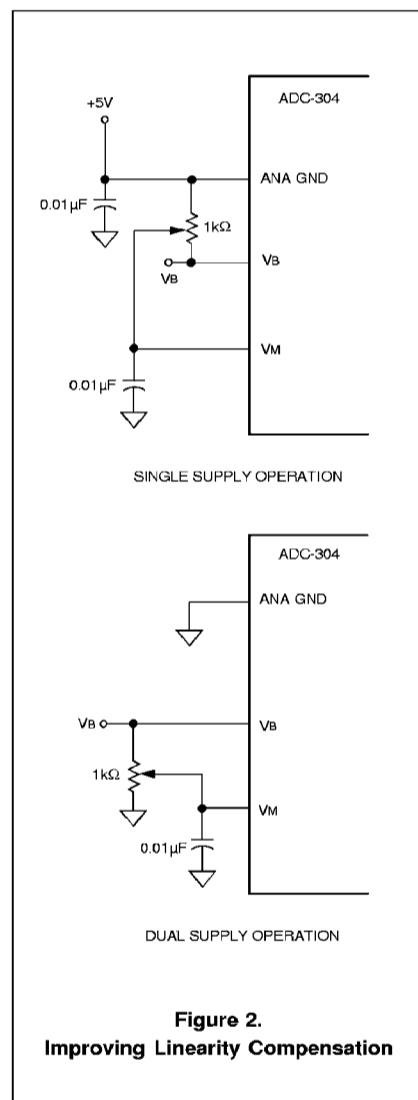 ADC-304
+5V
ANA GND
0.01µF
1kΩ
VB
VB
VM
0.01µF
SINGLE SUPPLY OPERATION
ADC-304
ANA GND
VB
VB
1kΩ
VM
0.01µF
DUAL SUPPLY OPERATION
Figure 2.
Improving Linearity Compensation